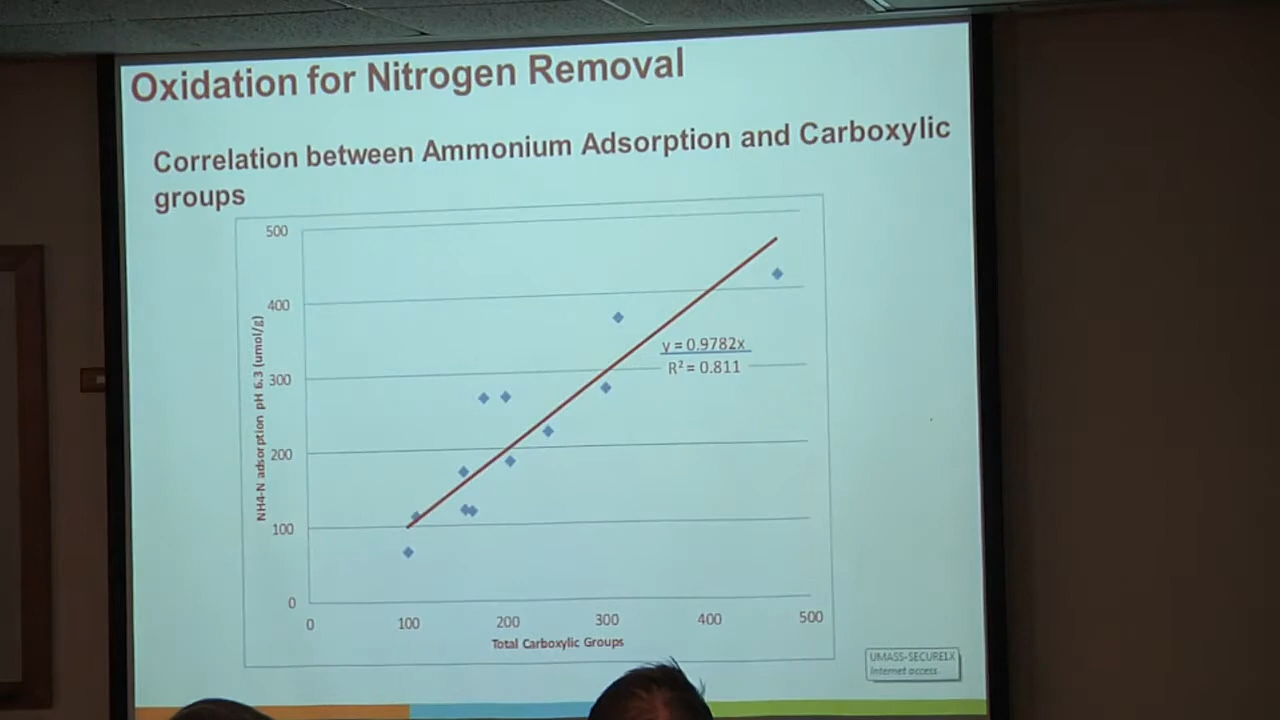 Oxidation for Nitrogen Removal
Correlation between Ammonium Adsorption and Carboxylic
groups
500
400
300
200
100
0
NH4-N adsorption pH 6.3 (umol/g)
y = 0.9782x
R² = 0.811
0 100 200 300 400 500
Total Carboxylic Groups
UMASS-SECURE1X
Internet access